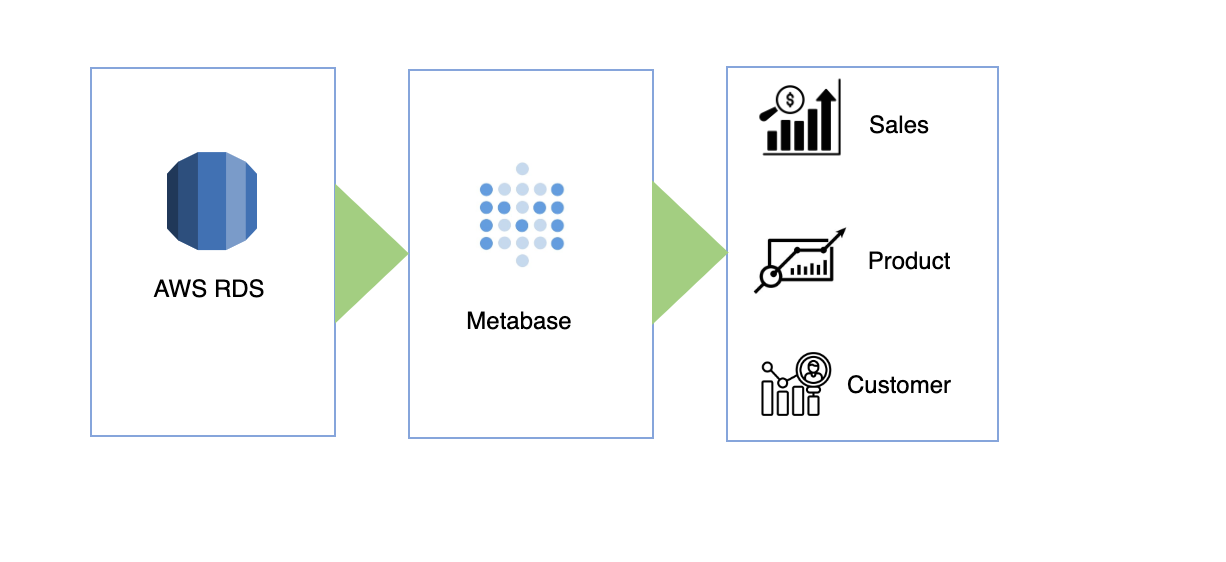 AWS RDS
Metabase
$
Sales
Product
Customer